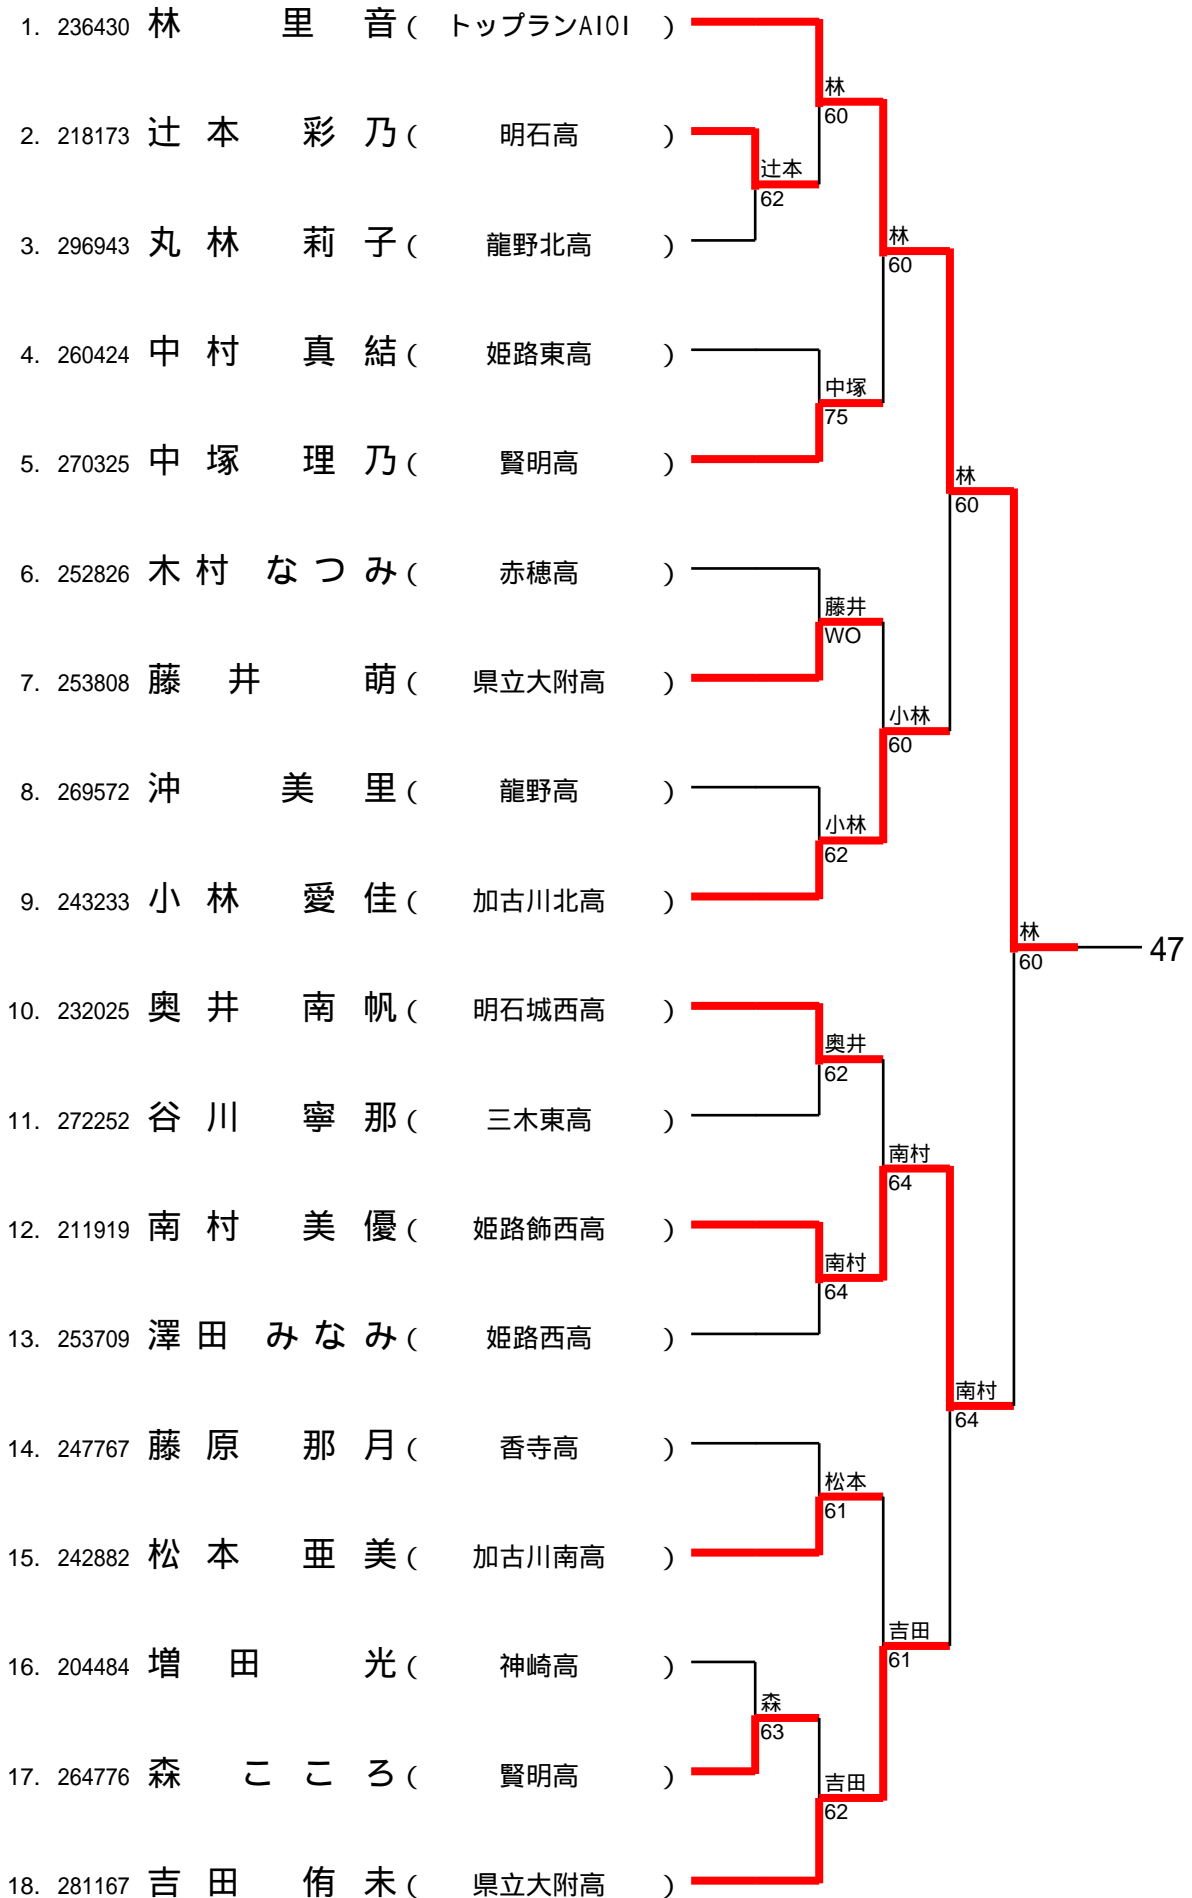 1. 236430 林 里 音 ( トップランAIOI )
林
60
2. 218173 辻 本 彩 乃 ( 明石高 )
辻本
62
3. 296943 丸 林 莉 子 ( 龍野北高 )
林
60
4. 260424 中 村 真 結 ( 姫路東高 )
中塚
75
5. 270325 中 塚 理 乃 ( 賢明高 )
林
60
6. 252826 木 村 な つ み ( 赤穂高 )
藤井
WO
7. 253808 藤 井 萌 ( 県立大附高 )
小林
60
8. 269572 沖 美 里 ( 龍野高 )
小林
62
9. 243233 小 林 愛 佳 ( 加古川北高 )
林
60
47
10. 232025 奥 井 南 帆 ( 明石城西高 )
奥井
62
11. 272252 谷 川 寧 那 ( 三木東高 )
南村
64
12. 211919 南 村 美 優 ( 姫路飾西高 )
南村
64
13. 253709 澤 田 み な み ( 姫路西高 )
南村
64
14. 247767 藤 原 那 月 ( 香寺高 )
松本
61
15. 242882 松 本 亜 美 ( 加古川南高 )
吉田
61
16. 204484 増 田 光 ( 神崎高 )
森
63
17. 264776 森 こ こ ろ ( 賢明高 )
吉田
62
18. 281167 吉 田 侑 未 ( 県立大附高 )